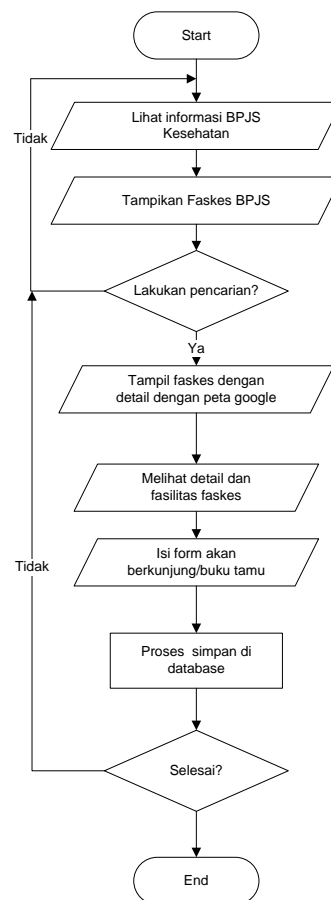 Start
Tidak
Lihat informasi BPJS
Kesehatan
Tampikan Faskes BPJS
Lakukan pencarian?
Ya
Tampil faskes dengan
detail dengan peta google
Melihat detail dan
fasilitas faskes
Isi form akan
berkunjung/buku tamu
Tidak
Proses simpan di
database
Selesai?
End